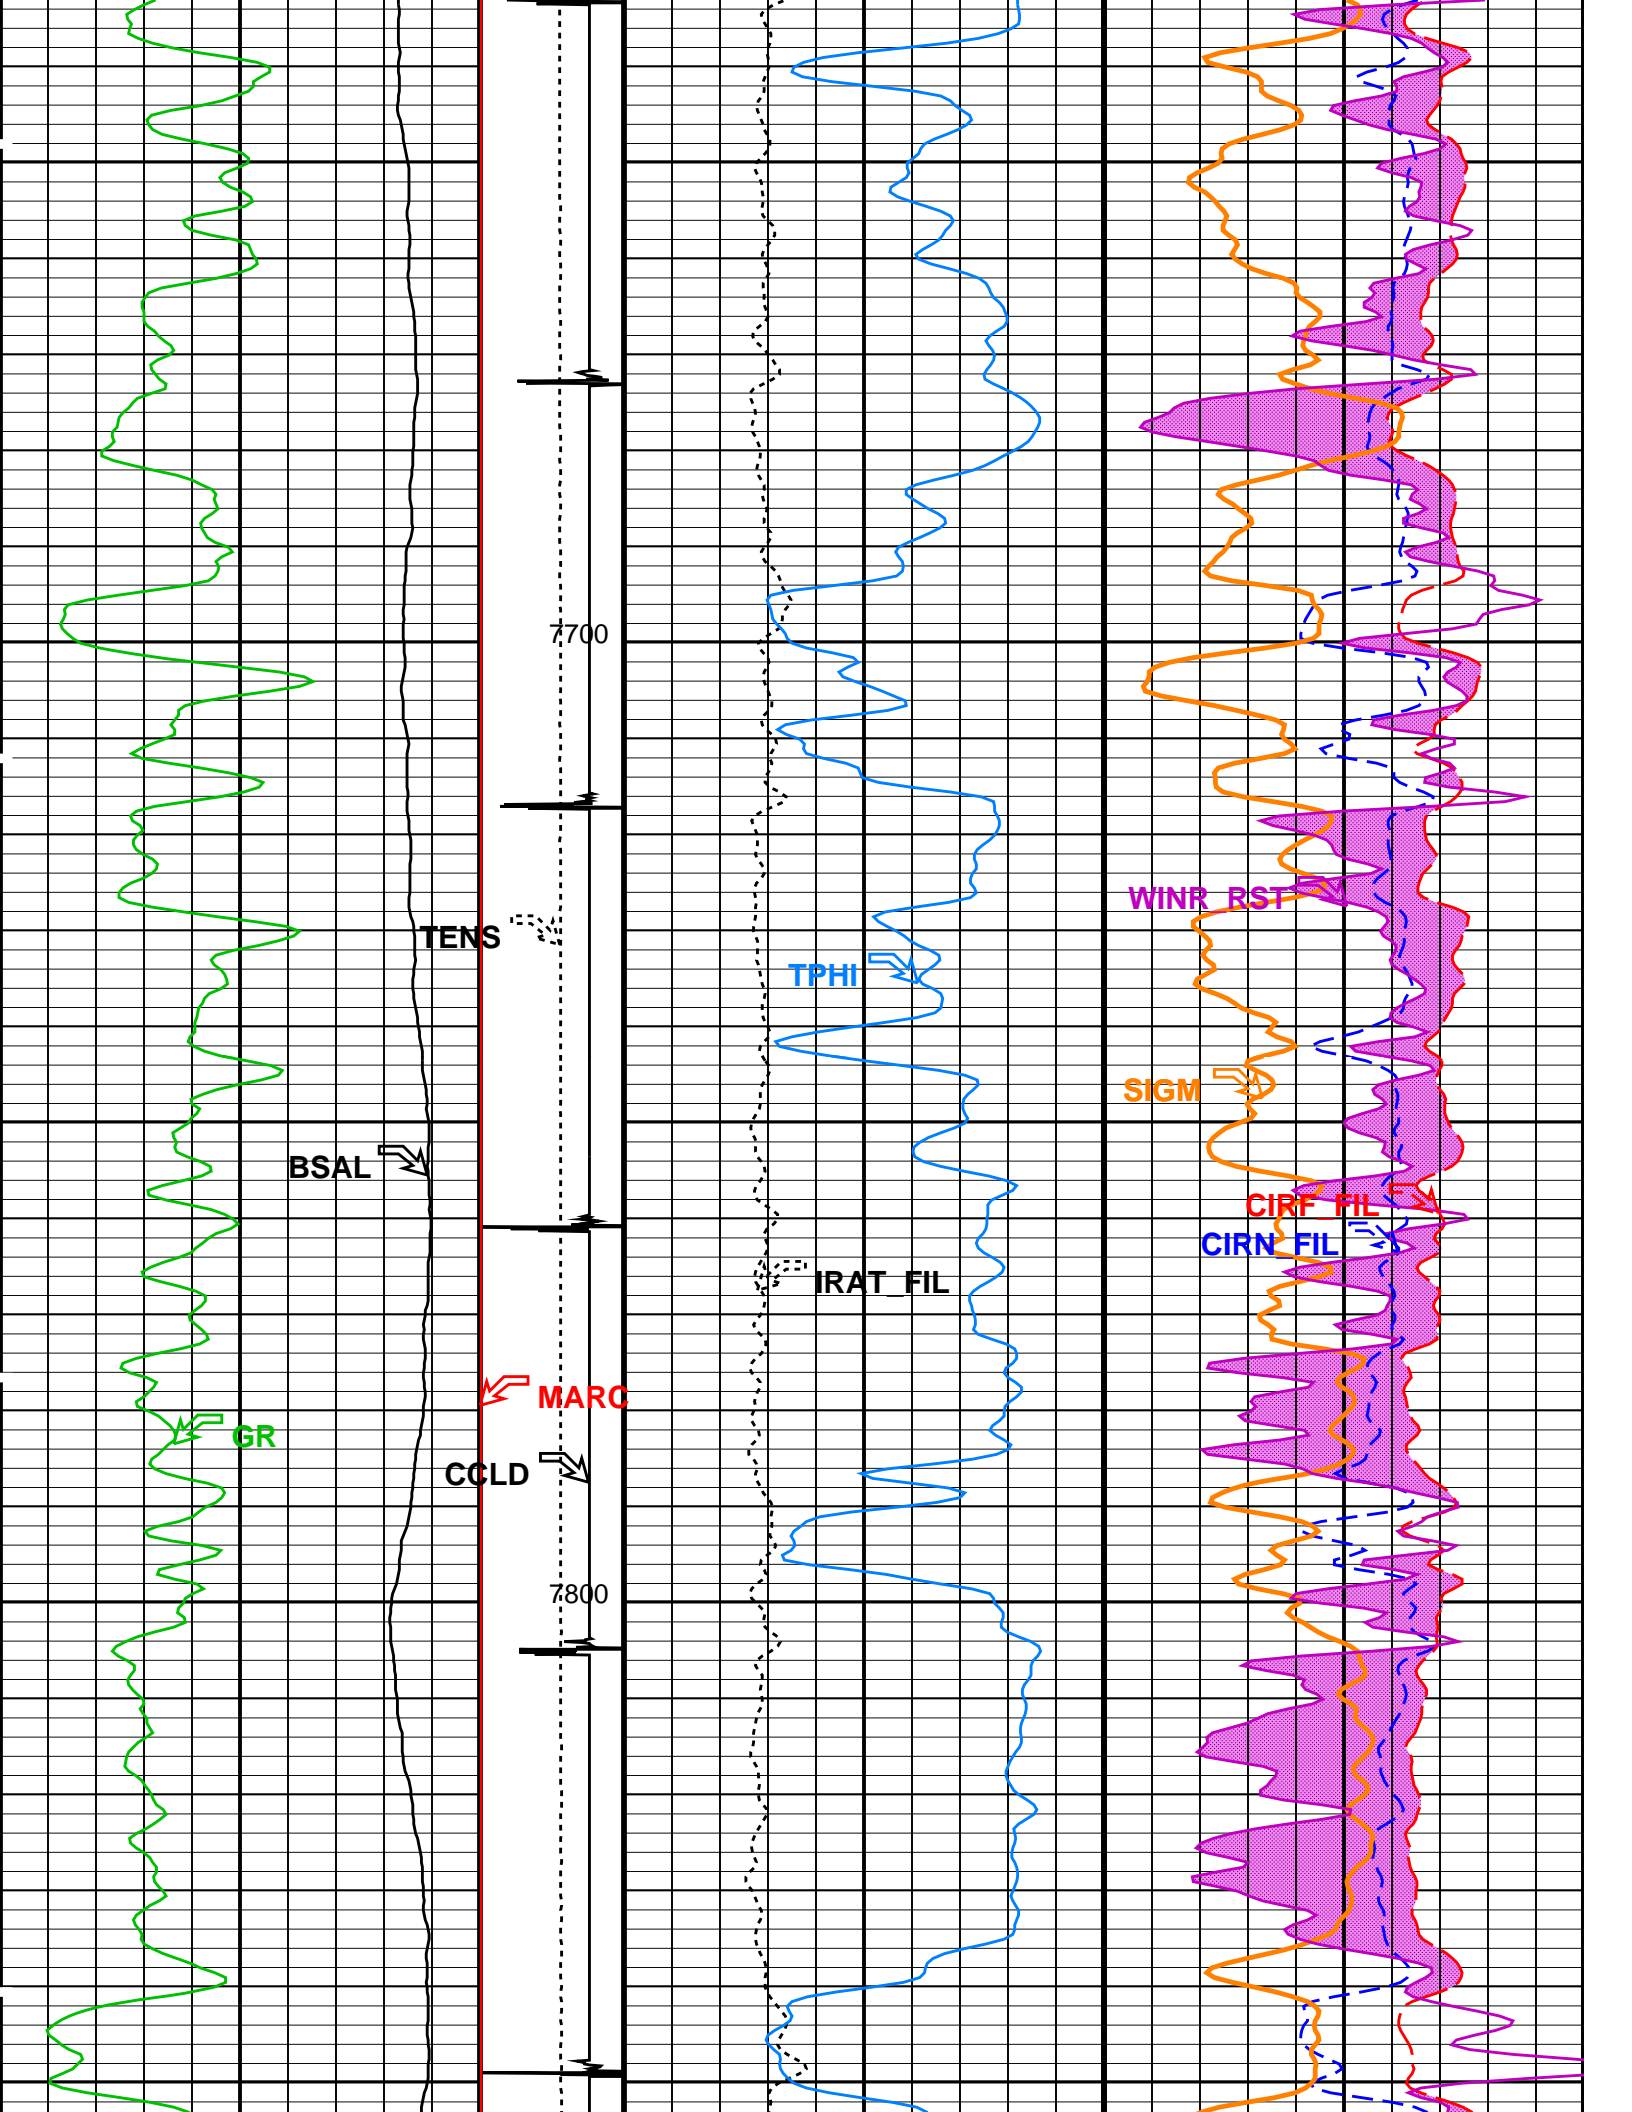 7700
WINR_RST
TENS
TPHI
SIGM
BSAL
CIRF_FIL
CIRN_FIL
IRAT_FIL
MARC
GR
CCLD
7800